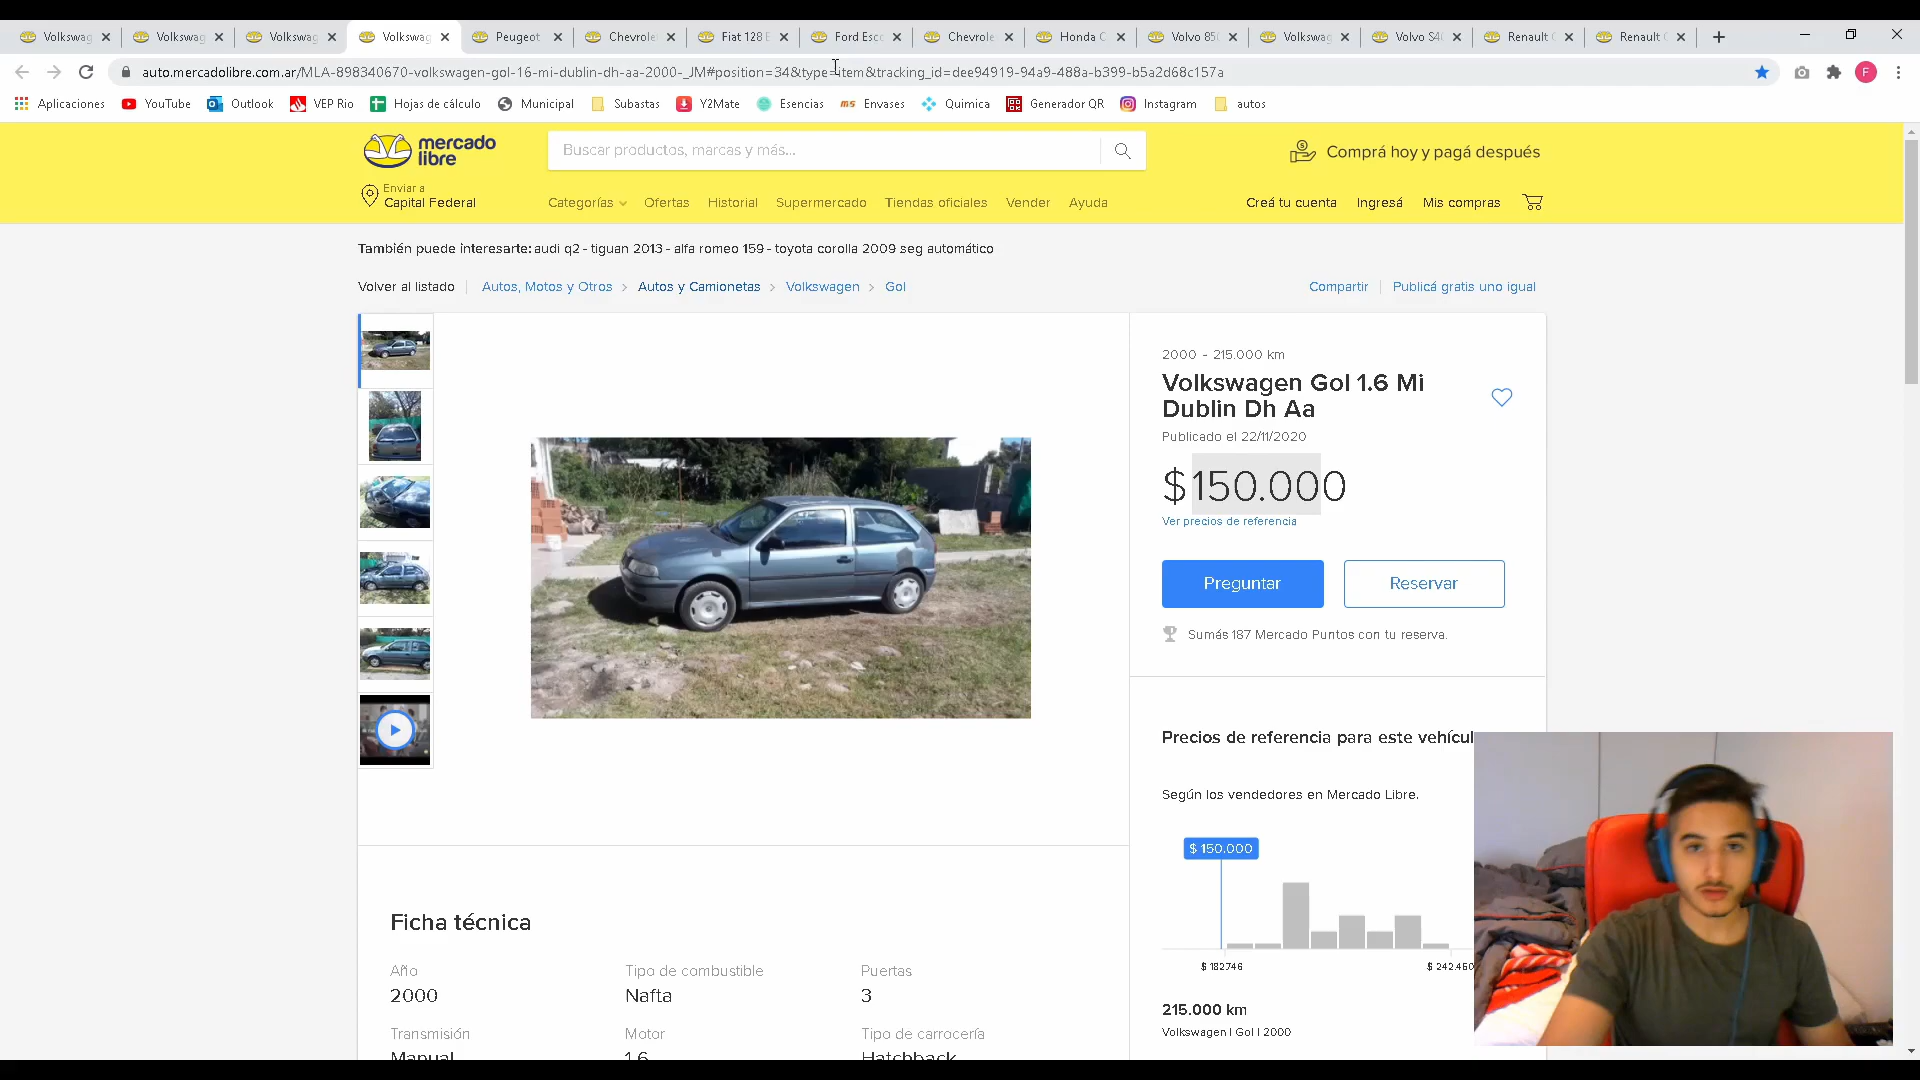 Volkswag
Volkswag
Volkswag
Volkswag
Peugeot
Chevrole
Fiat 128 E
Ford Esco
Chevrole
Honda C
Volvo 850
Volkswag
Volvo S40
Renault
Renault
auto.mercadolibre.com.ar/MLA-898340670-volkswagen-gol-16-mi-dublin-dh-aa-2000-_JM#position=34&type=item&tracking_id=dee94919-94a9-488a-b399-b5a2d68c157a
F
Aplicaciones
YouTube
Outlook
VEP Rio
Hojas de cálculo
Municipal
Subastas
Y2Mate
Esencias
ms Envases
Quimica
Generador QR
Instagram
autos
mercado
libre
Buscar productos, marcas y más...
Comprá hoy y pagá después
Enviar a
Capital Federal
Categorías
Ofertas
Historial
Supermercado
Tiendas oficiales
Vender
Ayuda
Creá tu cuenta
Ingresá
Mis compras
También puede interesarte: audi q2 - tiguan 2013 - alfa romeo 159 - toyota corolla 2009 seg automático
Volver al listado
Autos, Motos y Otros > Autos y Camionetas > Volkswagen > Gol
Compartir
Publicá gratis uno igual
2000 - 215.000 km
Volkswagen Gol 1.6 Mi
Dublin Dh Aa
Publicado el 22/11/2020
$ 150.000
Ver precios de referencia
Preguntar
Reservar
Sumás 187 Mercado Puntos con tu reserva.
Precios de referencia para este vehícul
Según los vendedores en Mercado Libre.
$ 150.000
$ 182746
$ 242.460
215.000 km
Volkswagen | Gol | 2000
Ficha técnica
Año
Tipo de combustible
Puertas
2000
Nafta
3
Transmisión
Motor
Tipo de carrocería
Manual
1.6
Hatchback